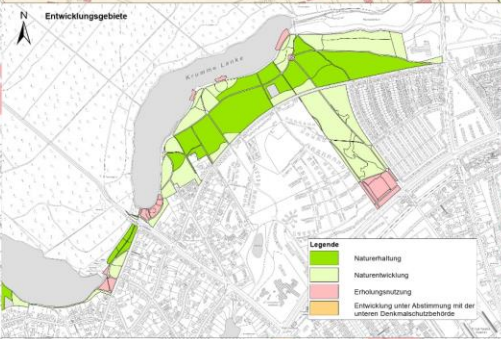 N
Entwicklungsgebiete
Krumme Lanke
Legende
Naturerhaltung
Naturentwicklung
Erholungsnutzung
Entwicklung unter Abstimmung mit der
unteren Denkmalschutzbehörde